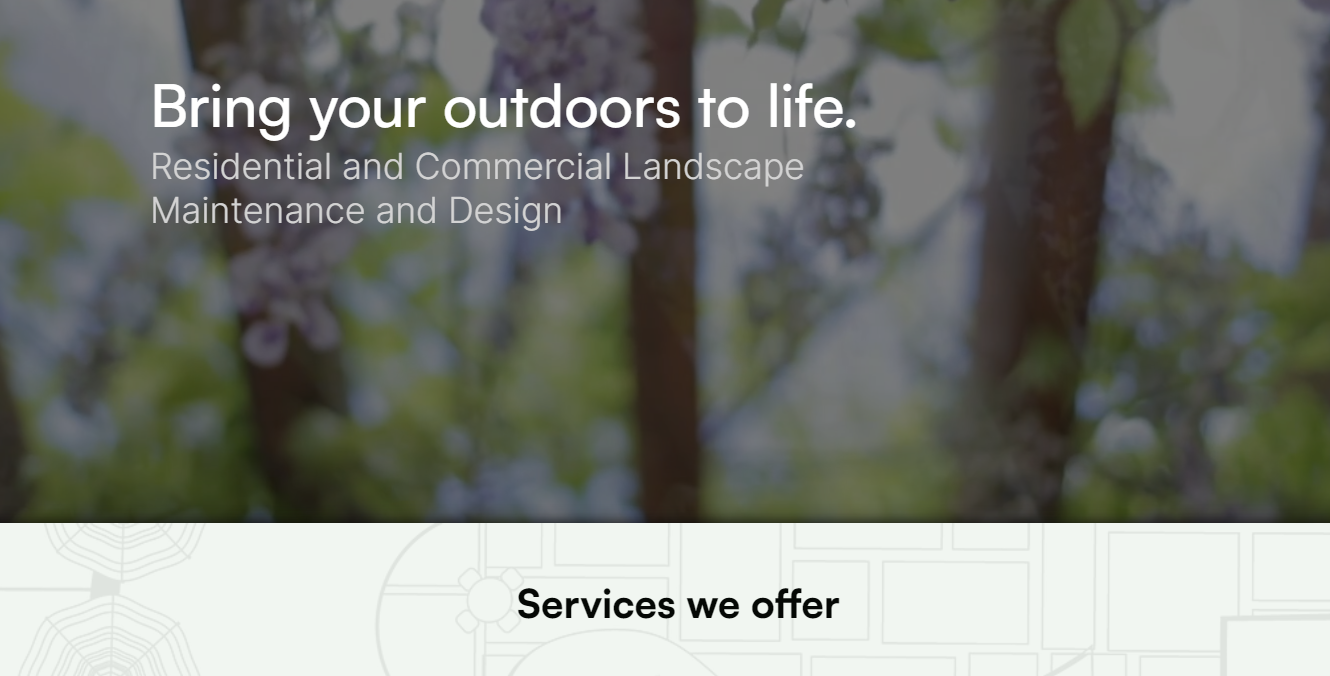 Bring your outdoors to life.
Residential and Commercial Landscape
Maintenance and Design
Services we offer